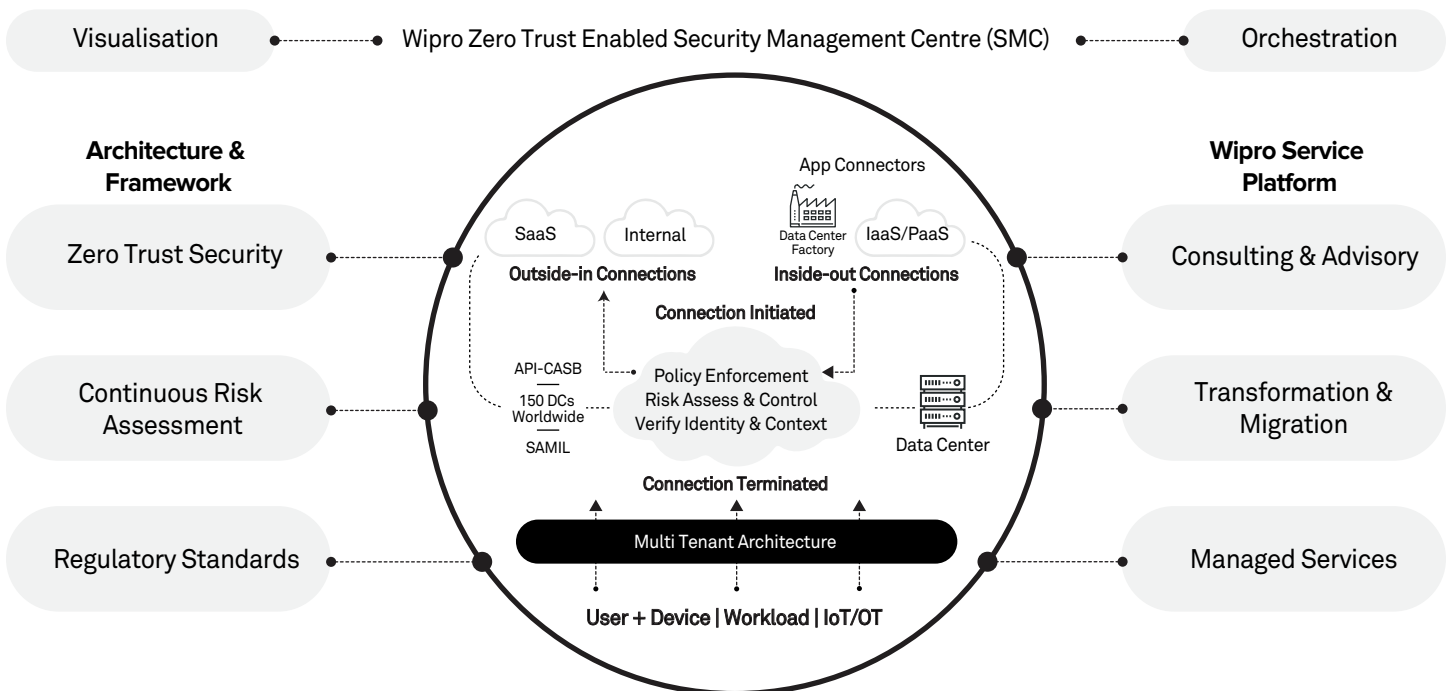 Visualisation
Wipro Zero Trust Enabled Security Management Centre (SMC)
Orchestration
Architecture &
Framework
Zero Trust Security
Continuous Risk
Assessment
Regulatory Standards
App Connectors
SaaS
Internal
Data Center
Factory
IaaS/PaaS
Outside-in Connections
Inside-out Connections
Connection Initiated
API-CASB
150 DCs
Worldwide
SAMIL
Policy Enforcement
Risk Assess & Control
Verify Identity & Context
Data Center
Connection Terminated
Multi Tenant Architecture
User + Device | Workload | IoT/OT
Wipro Service
Platform
Consulting & Advisory
Transformation &
Migration
Managed Services